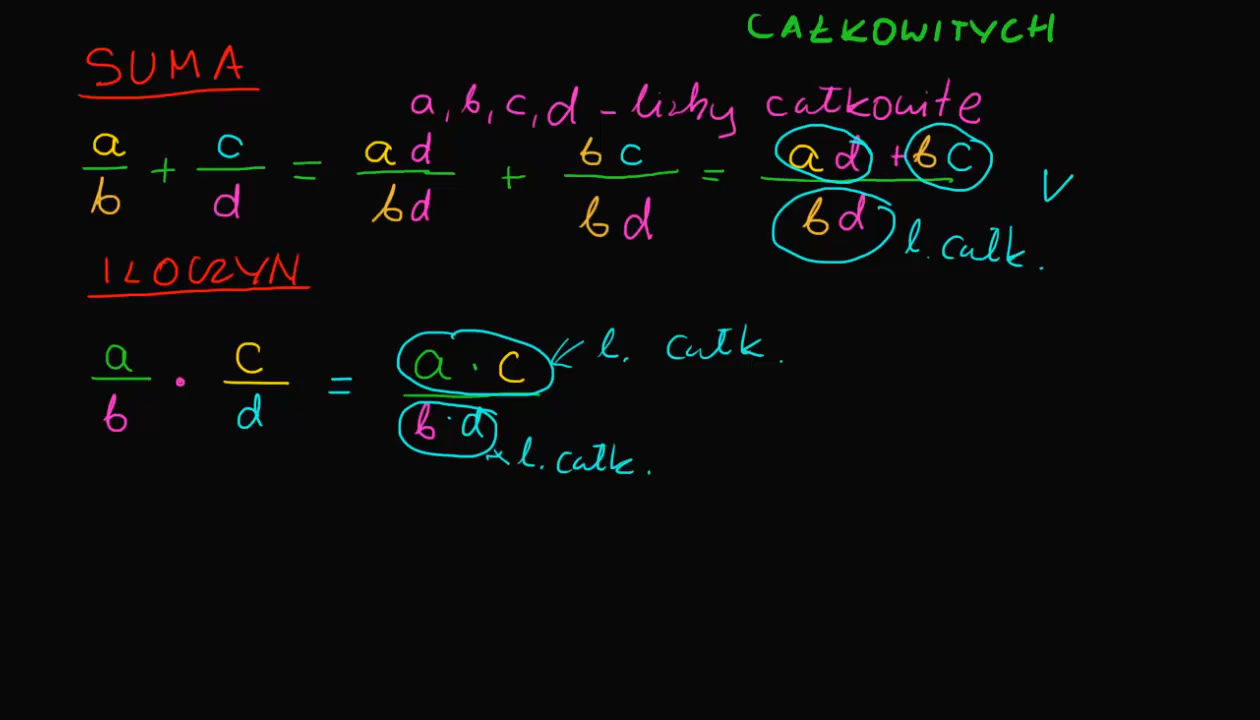 CAŁKOWITYCH
SUMA
a, b, c, d - liczby całkowite
a/b + c/d = ad/bd + bc/bd = ad + bc/bd V
l. całk.
ILOCZYN
a/b · c/d = a · c/b · d
l. całk.
l. całk.